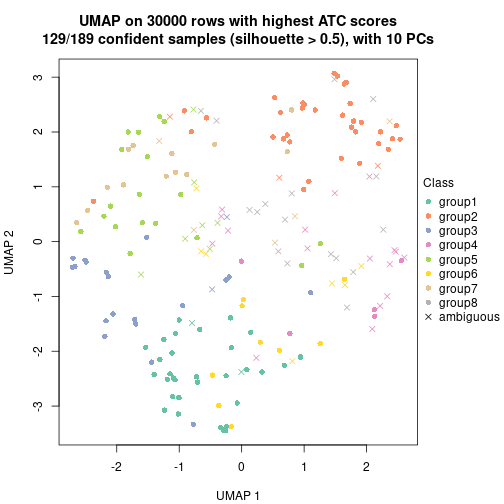 UMAP on 30000 rows with highest ATC scores
129/189 confident samples (silhouette > 0.5), with 10 PCs
3
2
1
0
-1
-2
-3
UMAP 2
-2
-1
0
1
2
UMAP 1
Class
group1
group2
group3
group4
group5
group6
group7
group8
ambiguous